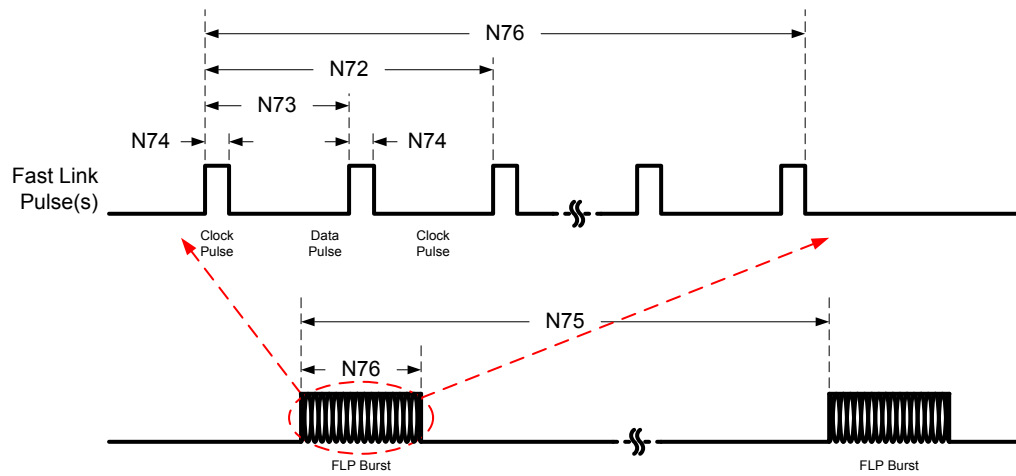 N76
N72
N73
N74
N74
Fast Link
Pulse(s)
Clock
Pulse
Data
Pulse
Clock
Pulse
N75
N76
FLP Burst
FLP Burst